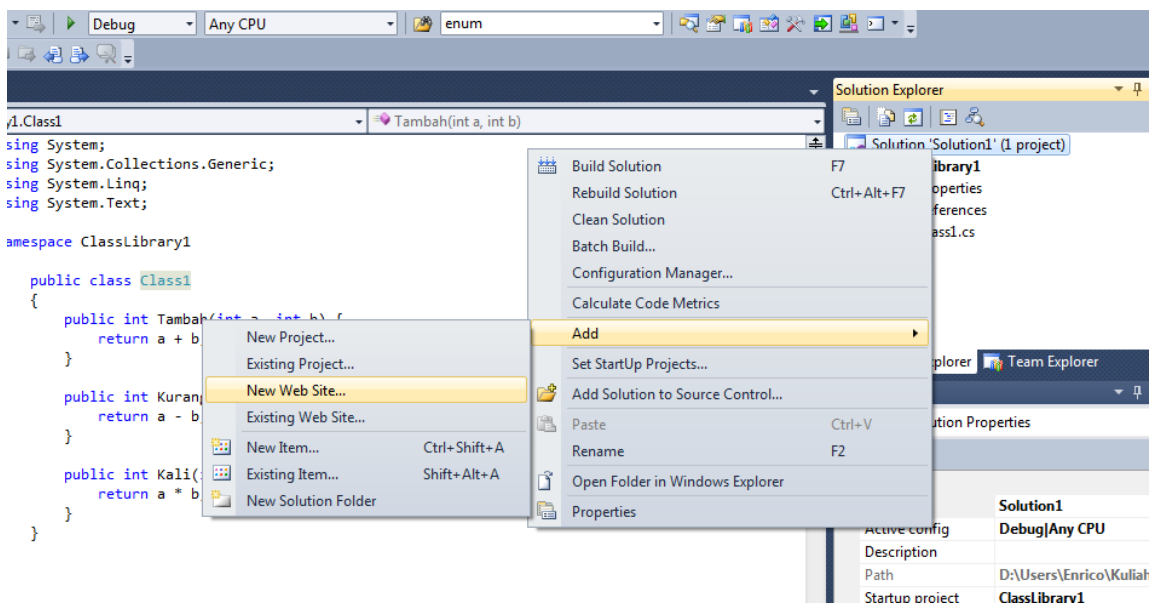 Debug
Any CPU
enum
Solution Explorer
y1.Class1
Tambah(int a, int b)
Solution 'Solution1' (1 project)
ibrary1
operties
ferences
ass1.cs
sing System;
sing System.Collections.Generic;
sing System.Linq;
sing System.Text;
amespace ClassLibrary1
public class Class1
{
public int Tambah(int a, int b) {
return a + b
}
public int Kurang
return a - b
}
public int Kali(
return a * b
}
}
Build Solution F7
Rebuild Solution Ctrl+Alt+F7
Clean Solution
Batch Build...
Configuration Manager...
Calculate Code Metrics
Add
Set StartUp Projects...
Add Solution to Source Control...
Paste Ctrl+V
Rename F2
Open Folder in Windows Explorer
Properties
New Project...
Existing Project...
New Web Site...
Existing Web Site...
New Item... Ctrl+Shift+A
Existing Item... Shift+Alt+A
New Solution Folder
plorer Team Explorer
ution Properties
Solution1
Active config Debug|Any CPU
Description
Path D:\Users\Enrico\Kuliah
Startup project ClassLibrary1